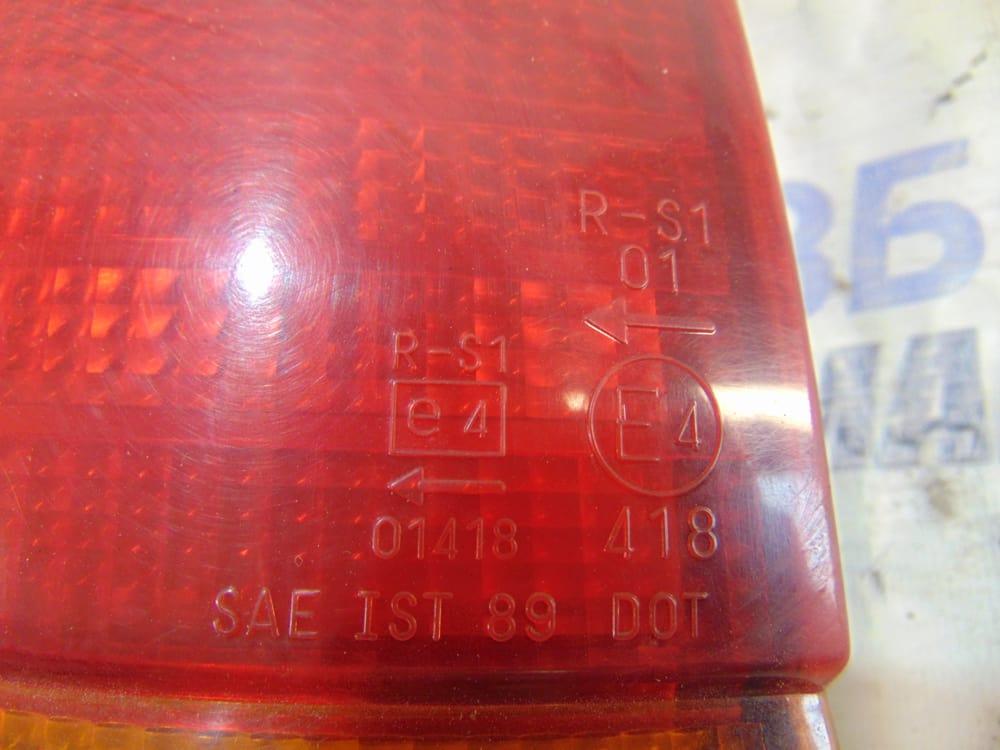 R-S1
01
R-S1
e4
E4
01418
418
SAE IST 89 DOT